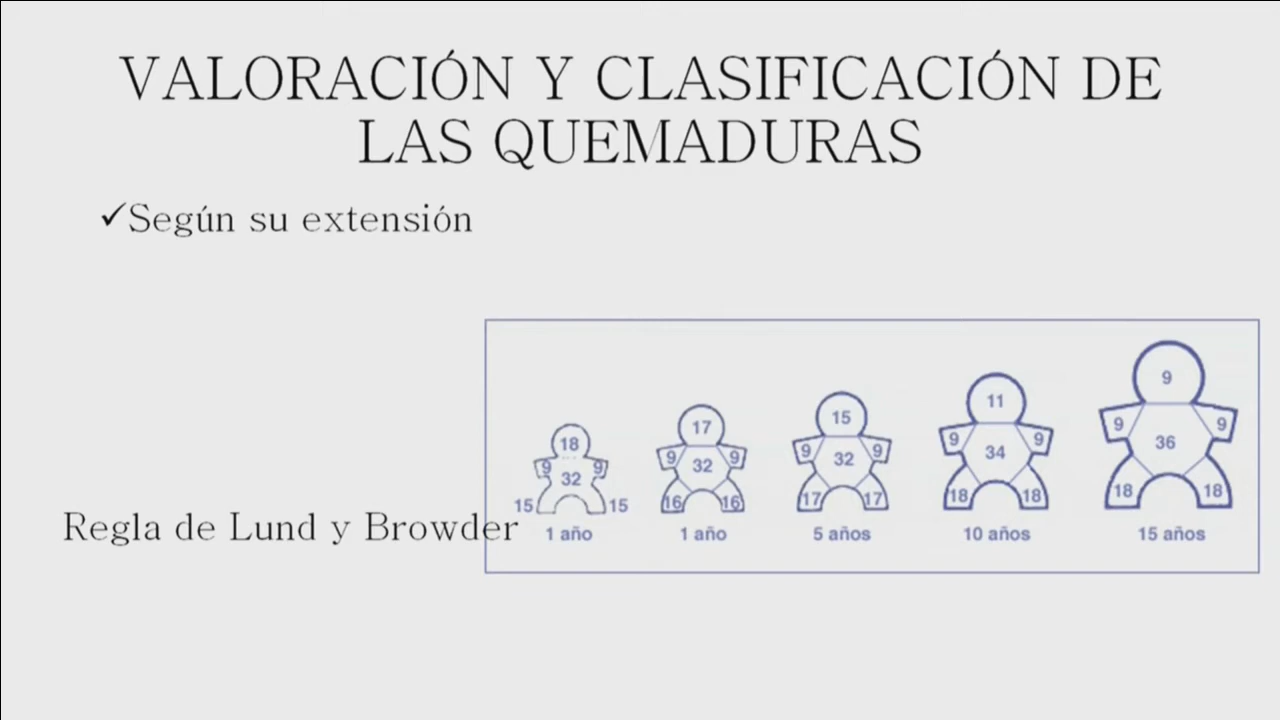 VALORACIÓN Y CLASIFICACIÓN DE
LAS QUEMADURAS
✓Según su extensión
Regla de Lund y Browder
18
9 32 9
15 15
1 año
17
9 32 9
16 16
1 año
15
9 32 9
17 17
5 años
11
9 34 9
18 18
10 años
9
9 36 9
18 18
15 años